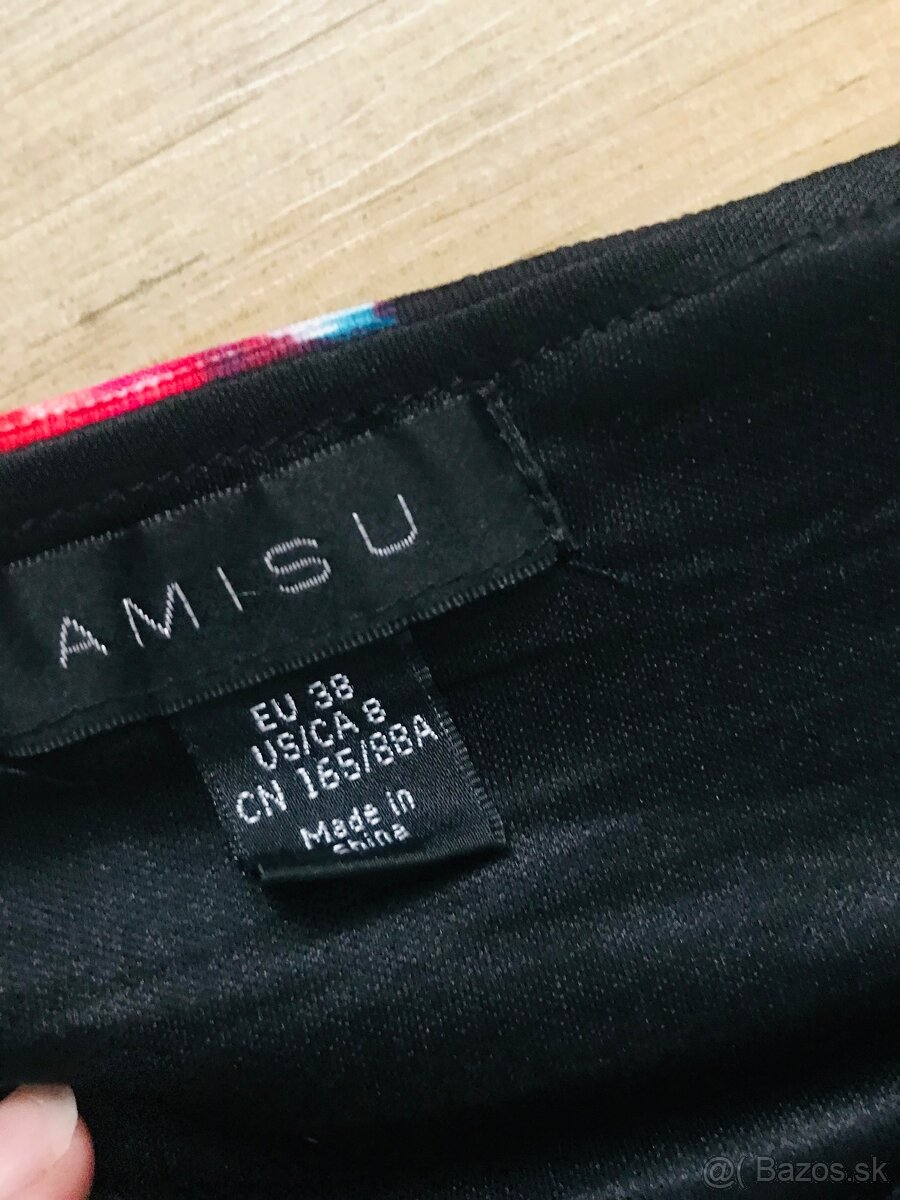 AMISU
EU 38
US/CA 8
CN 165/88A
Made in
China
@( Bazos.sk